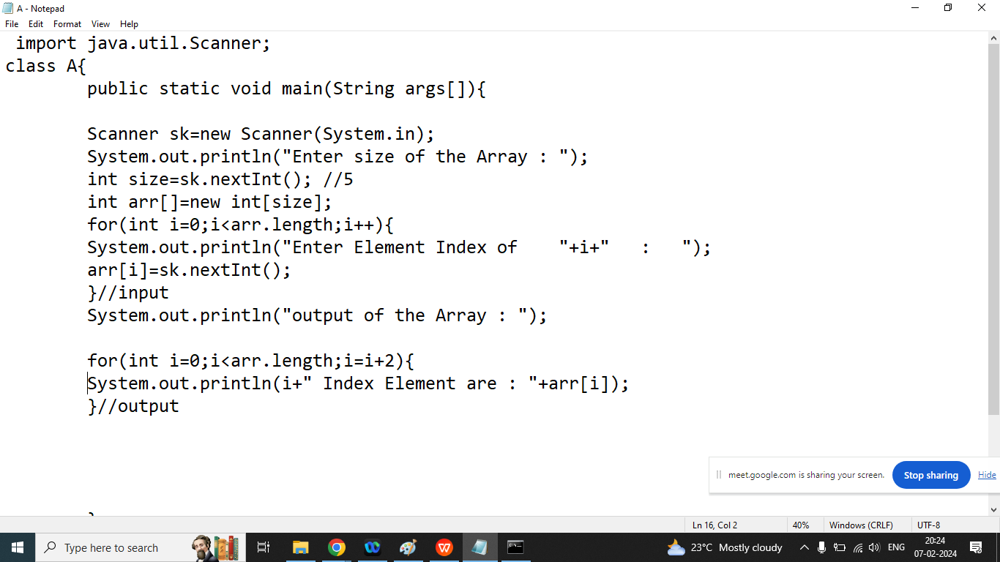 A - Notepad
File Edit Format View Help
import java.util.Scanner;
class A{
public static void main(String args[]){
Scanner sk=new Scanner(System.in);
System.out.println("Enter size of the Array : ");
int size=sk.nextInt(); //5
int arr[]=new int[size];
for(int i=0;i<arr.length;i++){
System.out.println("Enter Element Index of    "+i+"   :   ");
arr[i]=sk.nextInt();
}//input
System.out.println("output of the Array : ");
for(int i=0;i<arr.length;i=i+2){
System.out.println(i+" Index Element are : "+arr[i]);
}//output
meet.google.com is sharing your screen. Stop sharing Hide
Ln 16, Col 2 40% Windows (CRLF) UTF-8
Type here to search 23°C Mostly cloudy ENG 20:24
07-02-2024